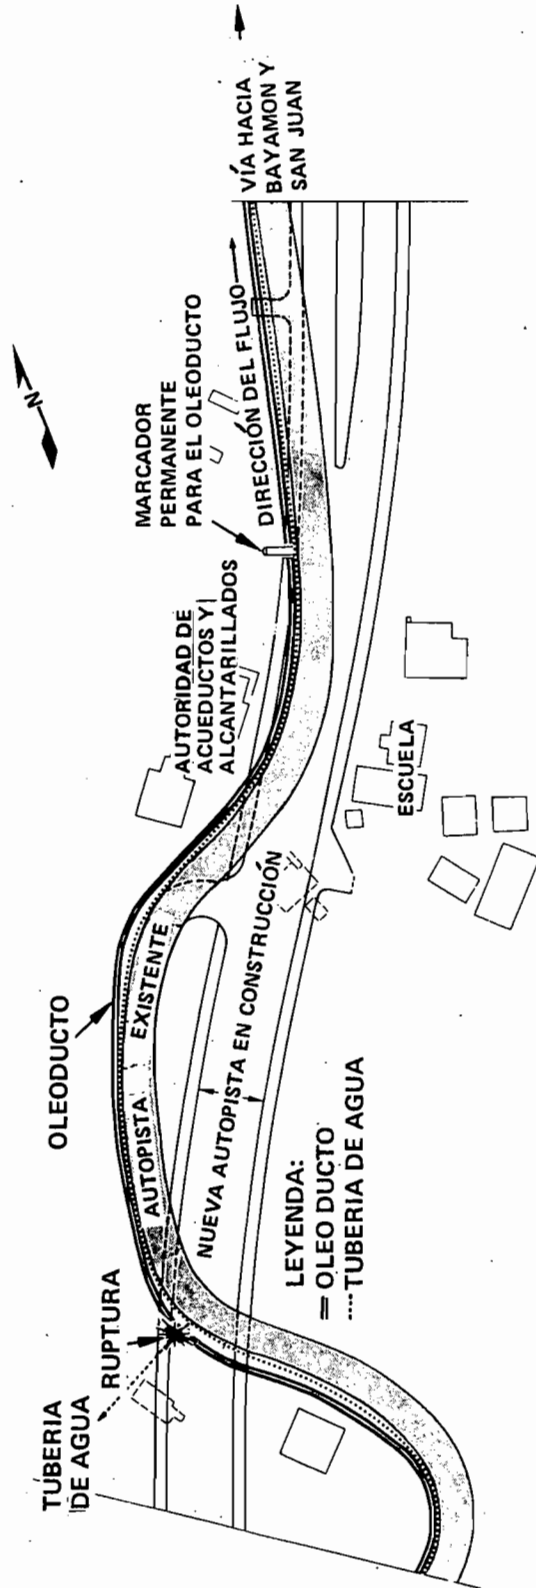 VÍA HACIA
BAYAMON Y
SAN JUAN
N
MARCADOR
PERMANENTE
PARA EL OLEODUCTO
DIRECCIÓN DEL FLUJO
AUTORIDAD DE
ACUEDUCTOS Y
ALCANTARILLADOS
ESCUELA
OLEODUCTO
AUTOPISTA EXISTENTE
NUEVA AUTOPISTA EN CONSTRUCCIÓN
LEYENDA:
OLEO DUCTO
TUBERIA DE AGUA
RUPTURA
TUBERIA
DE AGUA